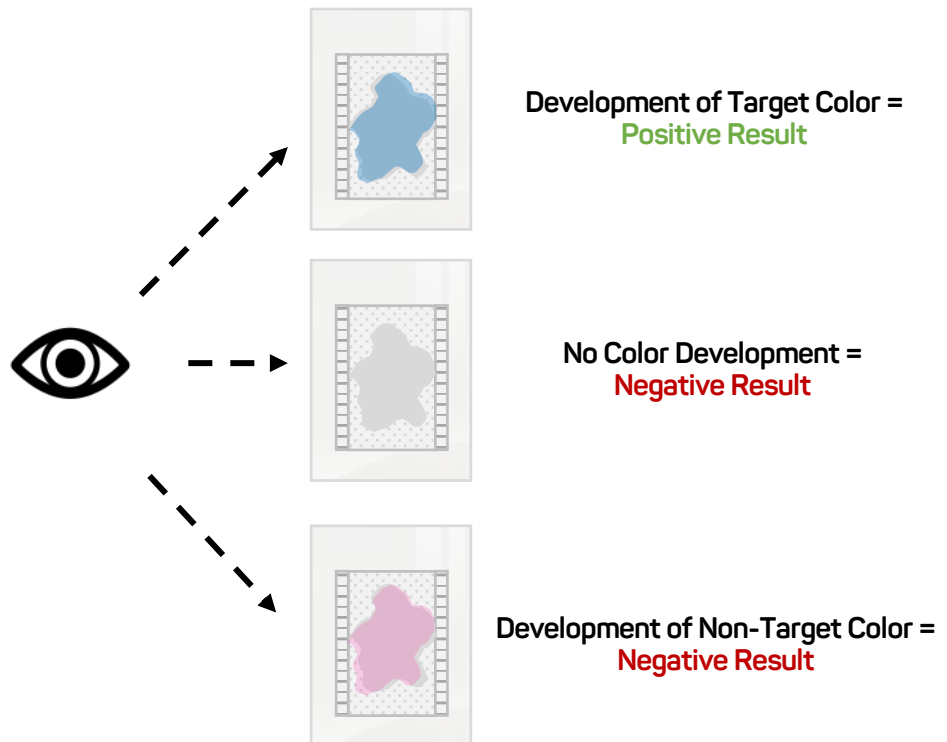 Development of Target Color =
Positive Result
No Color Development =
Negative Result
Development of Non-Target Color =
Negative Result